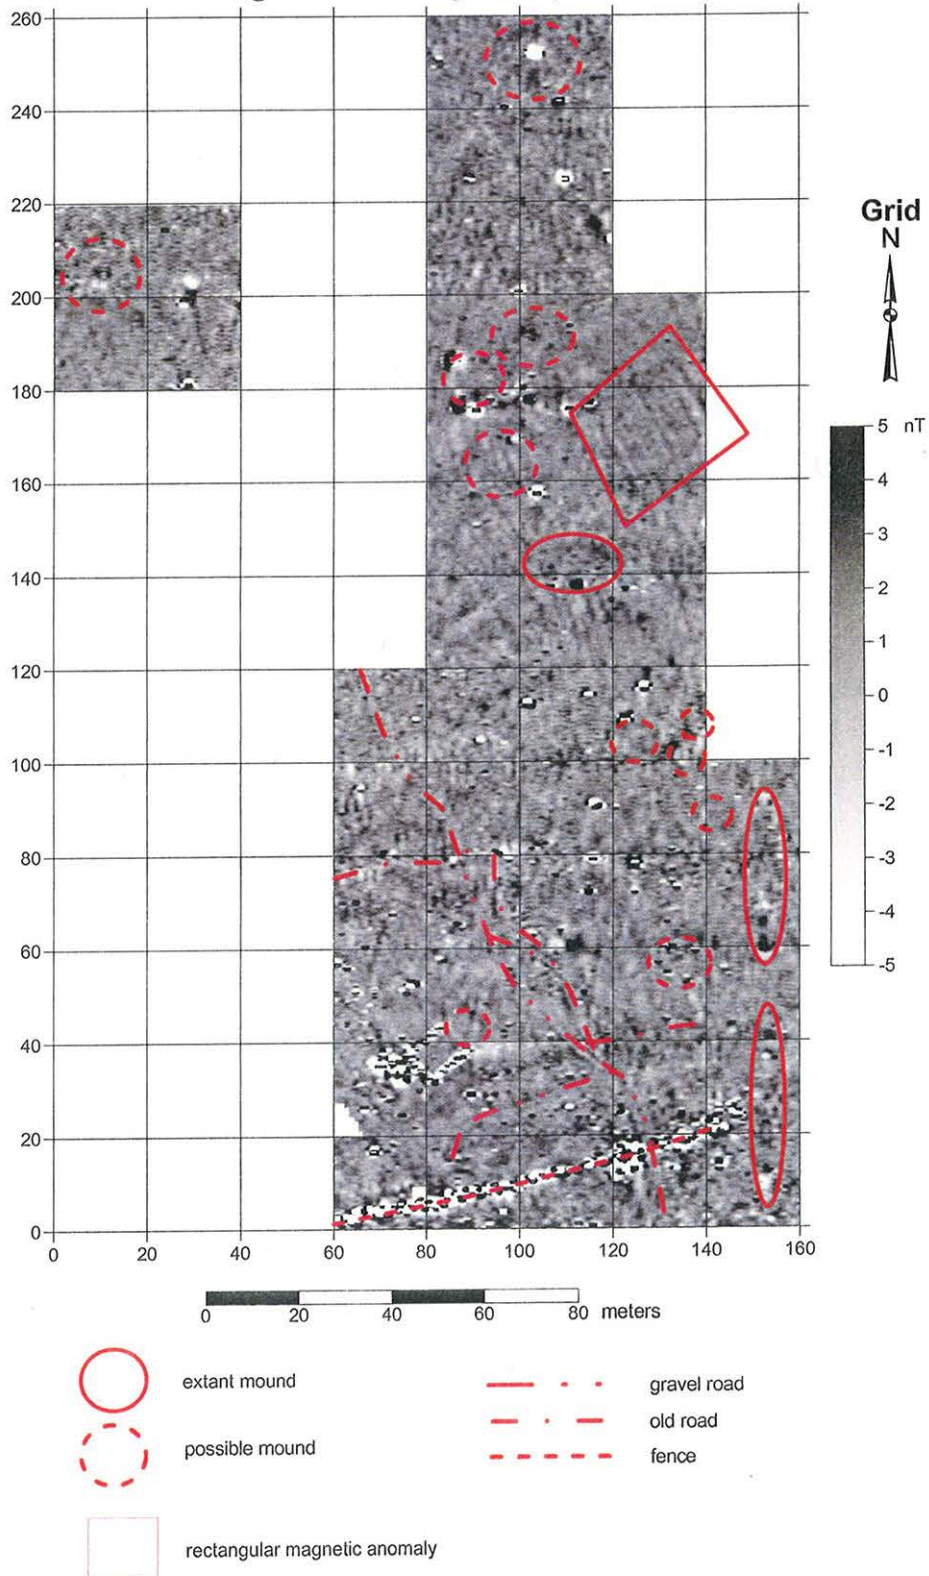 260
240
220
200
180
160
140
120
100
80
60
40
20
0
0 20 40 60 80 100 120 140 160
Grid
N
5 nT
4
3
2
1
0
-1
-2
-3
-4
-5
0 20 40 60 80 meters
extant mound
possible mound
rectangular magnetic anomaly
gravel road
old road
fence